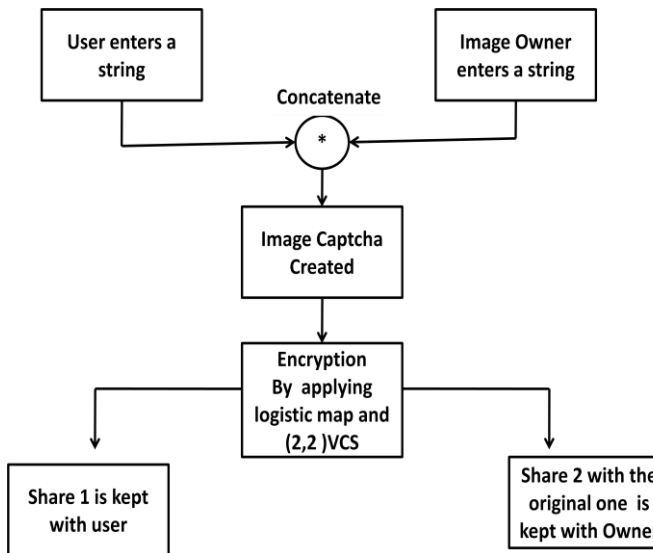 User enters a
string
Image Owner
enters a string
Concatenate
*
Image Captcha
Created
Encryption
By applying
logistic map and
(2,2 )VCS
Share 1 is kept
with user
Share 2 with the
original one is
kept with Owner